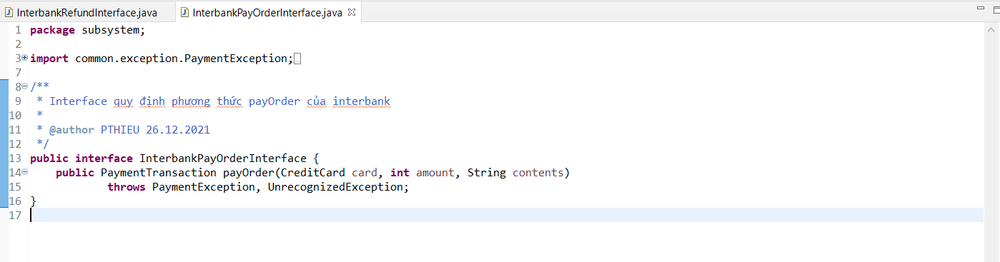 InterbankRefundInterface.java InterbankPayOrderInterface.java
1 package subsystem;
2
3 import common.exception.PaymentException;
7
8 /**
9 * Interface quy định phương thức payOrder của interbank
10 *
11 * @author PTHIEU 26.12.2021
12 */
13 public interface InterbankPayOrderInterface {
14 public PaymentTransaction payOrder(CreditCard card, int amount, String contents)
15 throws PaymentException, UnrecognizedException;
16 }
17